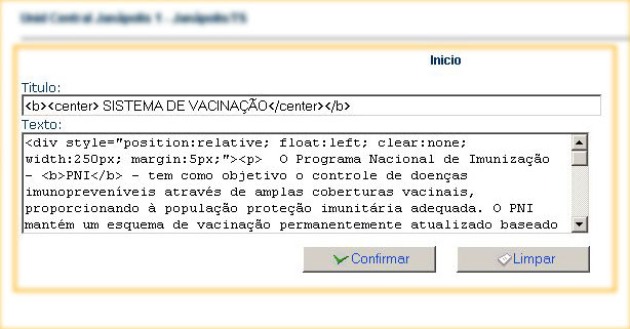 Unid Central Janápolis 1 - Janápolis/TS
Inicio
Titulo:
<b><center> SISTEMA DE VACINAÇÃO</center></b>
Texto:
<div style="position:relative; float:left; clear:none;
width:250px; margin:5px;"><p>  O Programa Nacional de Imunização
- <b>PNI</b> - tem como objetivo o controle de doenças
imunopreveníveis através de amplas coberturas vacinais,
proporcionando à população proteção imunitária adequada. O PNI
mantém um esquema de vacinação permanentemente atualizado baseado
Confirmar
Limpar